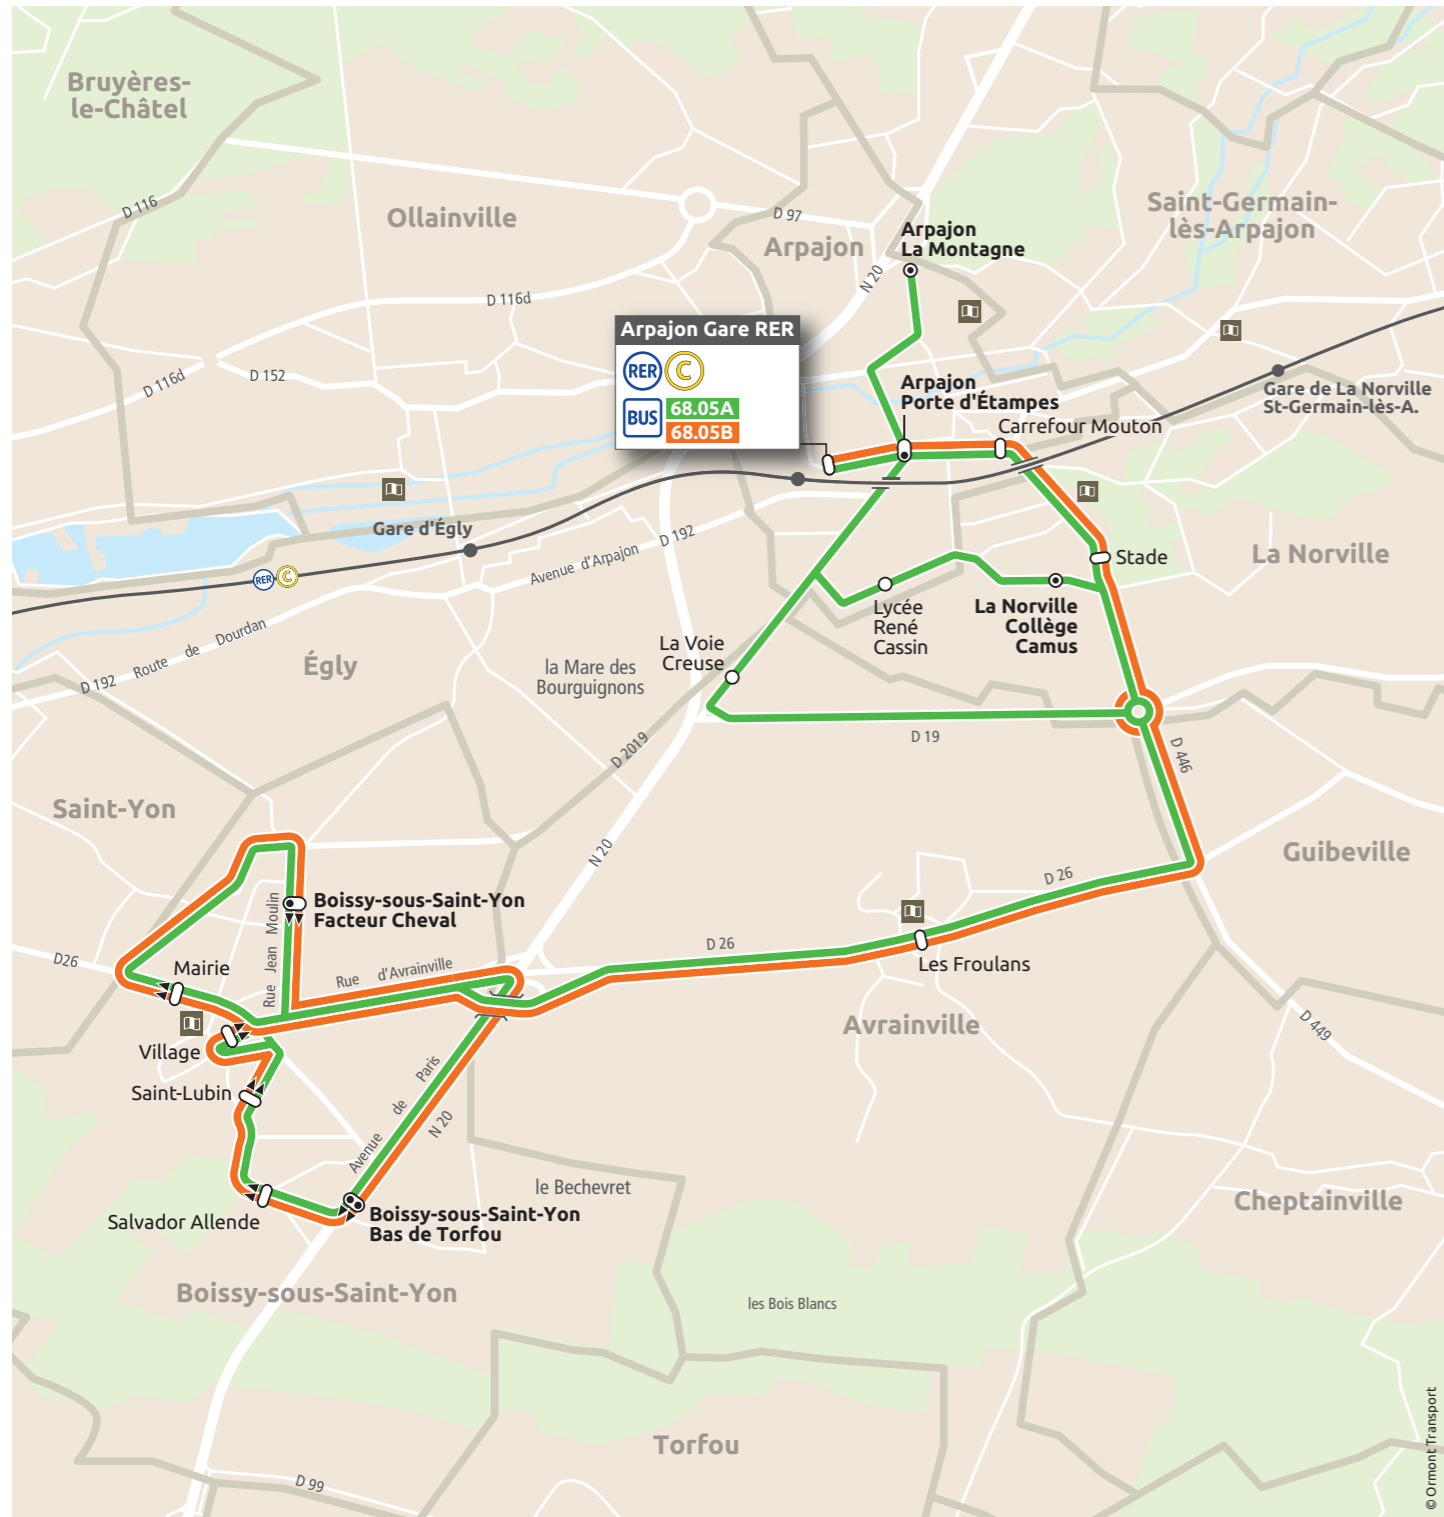 Bruyères-
le-Châtel
D 116
Ollainville
D 97
Arpajon
Arpajon
La Montagne
Saint-Germain-
lès-Arpajon
N 20
D 116d
Arpajon Gare RER
RER C
BUS
68.05A
68.05B
D 116d
D 152
Arpajon
Porte d'Étampes
Carrefour Mouton
Gare de La Norville
St-Germain-lès-A.
Gare d'Égly
RER C
Avenue d'Arpajon
D 192
La Norville
Stade
Lycée
René
Cassin
La Norville
Collège
Camus
D 192 Route de Dourdan
Égly
la Mare des
Bourguignons
La Voie
Creuse
D 2019
D 19
D 446
Saint-Yon
N 20
Guibeville
D 26
Boissy-sous-Saint-Yon
Facteur Cheval
Rue Jean Moulin
D26
Mairie
Rue d'Avrainville
D 26
Les Froulans
Avrainville
D 449
Village
Saint-Lubin
Avenue de Paris
N 20
le Bechevret
Salvador Allende
Boissy-sous-Saint-Yon
Bas de Torfou
Cheptainville
Boissy-sous-Saint-Yon
les Bois Blancs
Torfou
D 99
© Ormont Transport